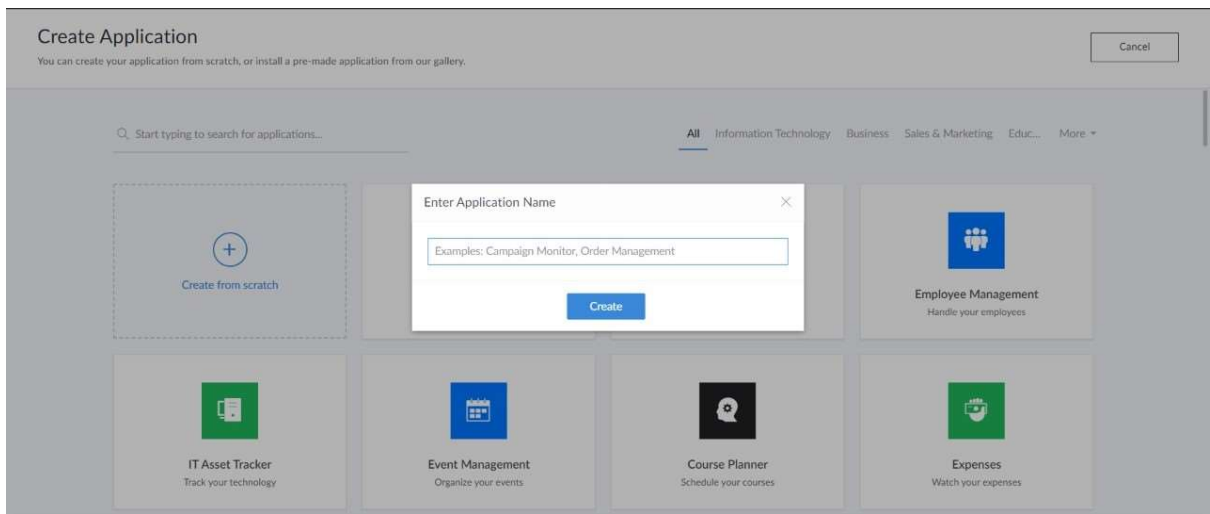 Create Application
Cancel
You can create your application from scratch, or install a pre-made application from our gallery.
Start typing to search for applications...
All Information Technology Business Sales & Marketing Educ... More
Enter Application Name
Examples: Campaign Monitor, Order Management
Create
Create from scratch
Employee Management
Handle your employees
IT Asset Tracker
Track your technology
Event Management
Organize your events
Course Planner
Schedule your courses
Expenses
Watch your expenses